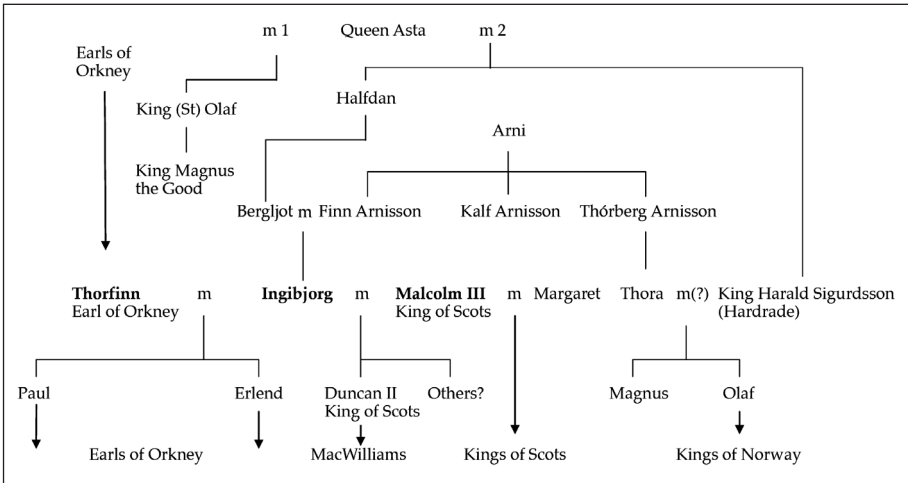 m 1 Queen Asta m 2
Earls of
Orkney
Halfdan
King (St) Olaf
Arni
King Magnus
the Good
Bergljot m Finn Arnisson Kalf Arnisson Thórberg Arnisson
Thorfinn m Ingibjorg m Malcolm III m Margaret Thora m(?) King Harald Sigurdsson
Earl of Orkney King of Scots (Hardrade)
Paul Erlend Duncan II Others? Magnus Olaf
King of Scots
Earls of Orkney MacWilliams Kings of Scots Kings of Norway